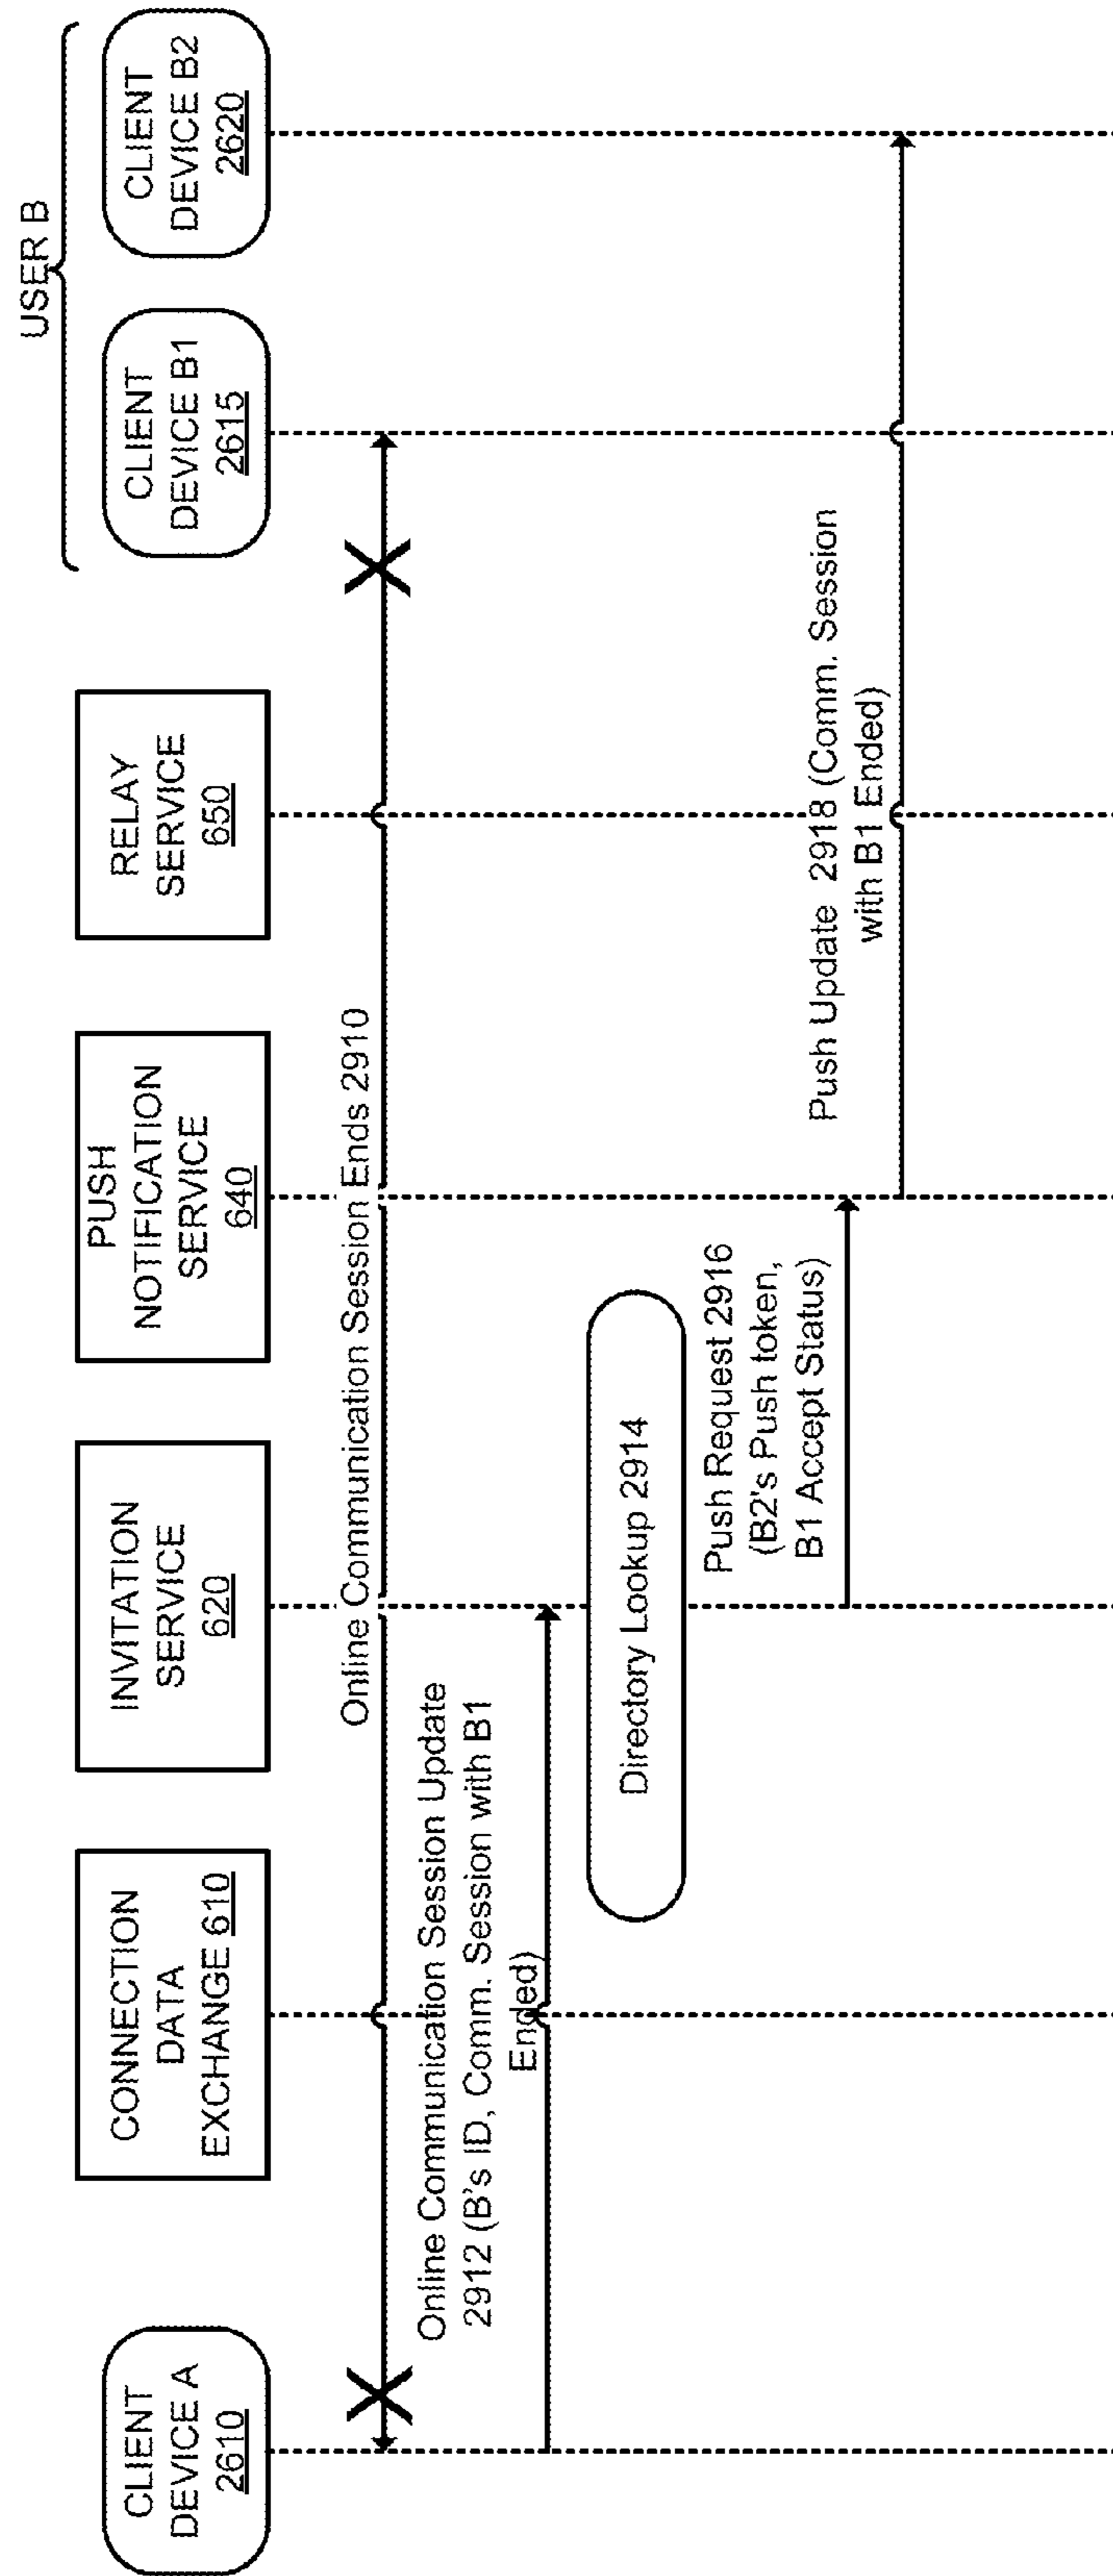 USER B
CLIENT
DEVICE A
2610
CONNECTION
DATA
EXCHANGE 610
INVITATION
SERVICE
620
PUSH
NOTIFICATION
SERVICE
640
RELAY
SERVICE
650
CLIENT
DEVICE B1
2615
CLIENT
DEVICE B2
2620
Online Communication Session Ends 2910
Online Communication Session Update
2912 (B's ID, Comm. Session with B1
Ended)
Directory Lookup 2914
Push Request 2916
(B2's Push token,
B1 Accept Status)
Push Update 2918 (Comm. Session
with B1 Ended)